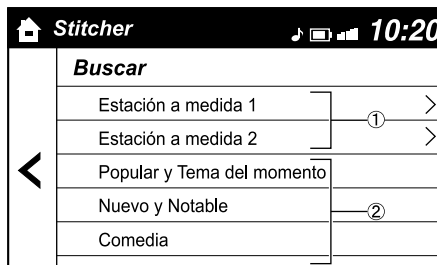 Stitcher 10:20
Buscar
Estación a medida 1
①
Estación a medida 2
Popular y Tema del momento
Nuevo y Notable
②
Comedia